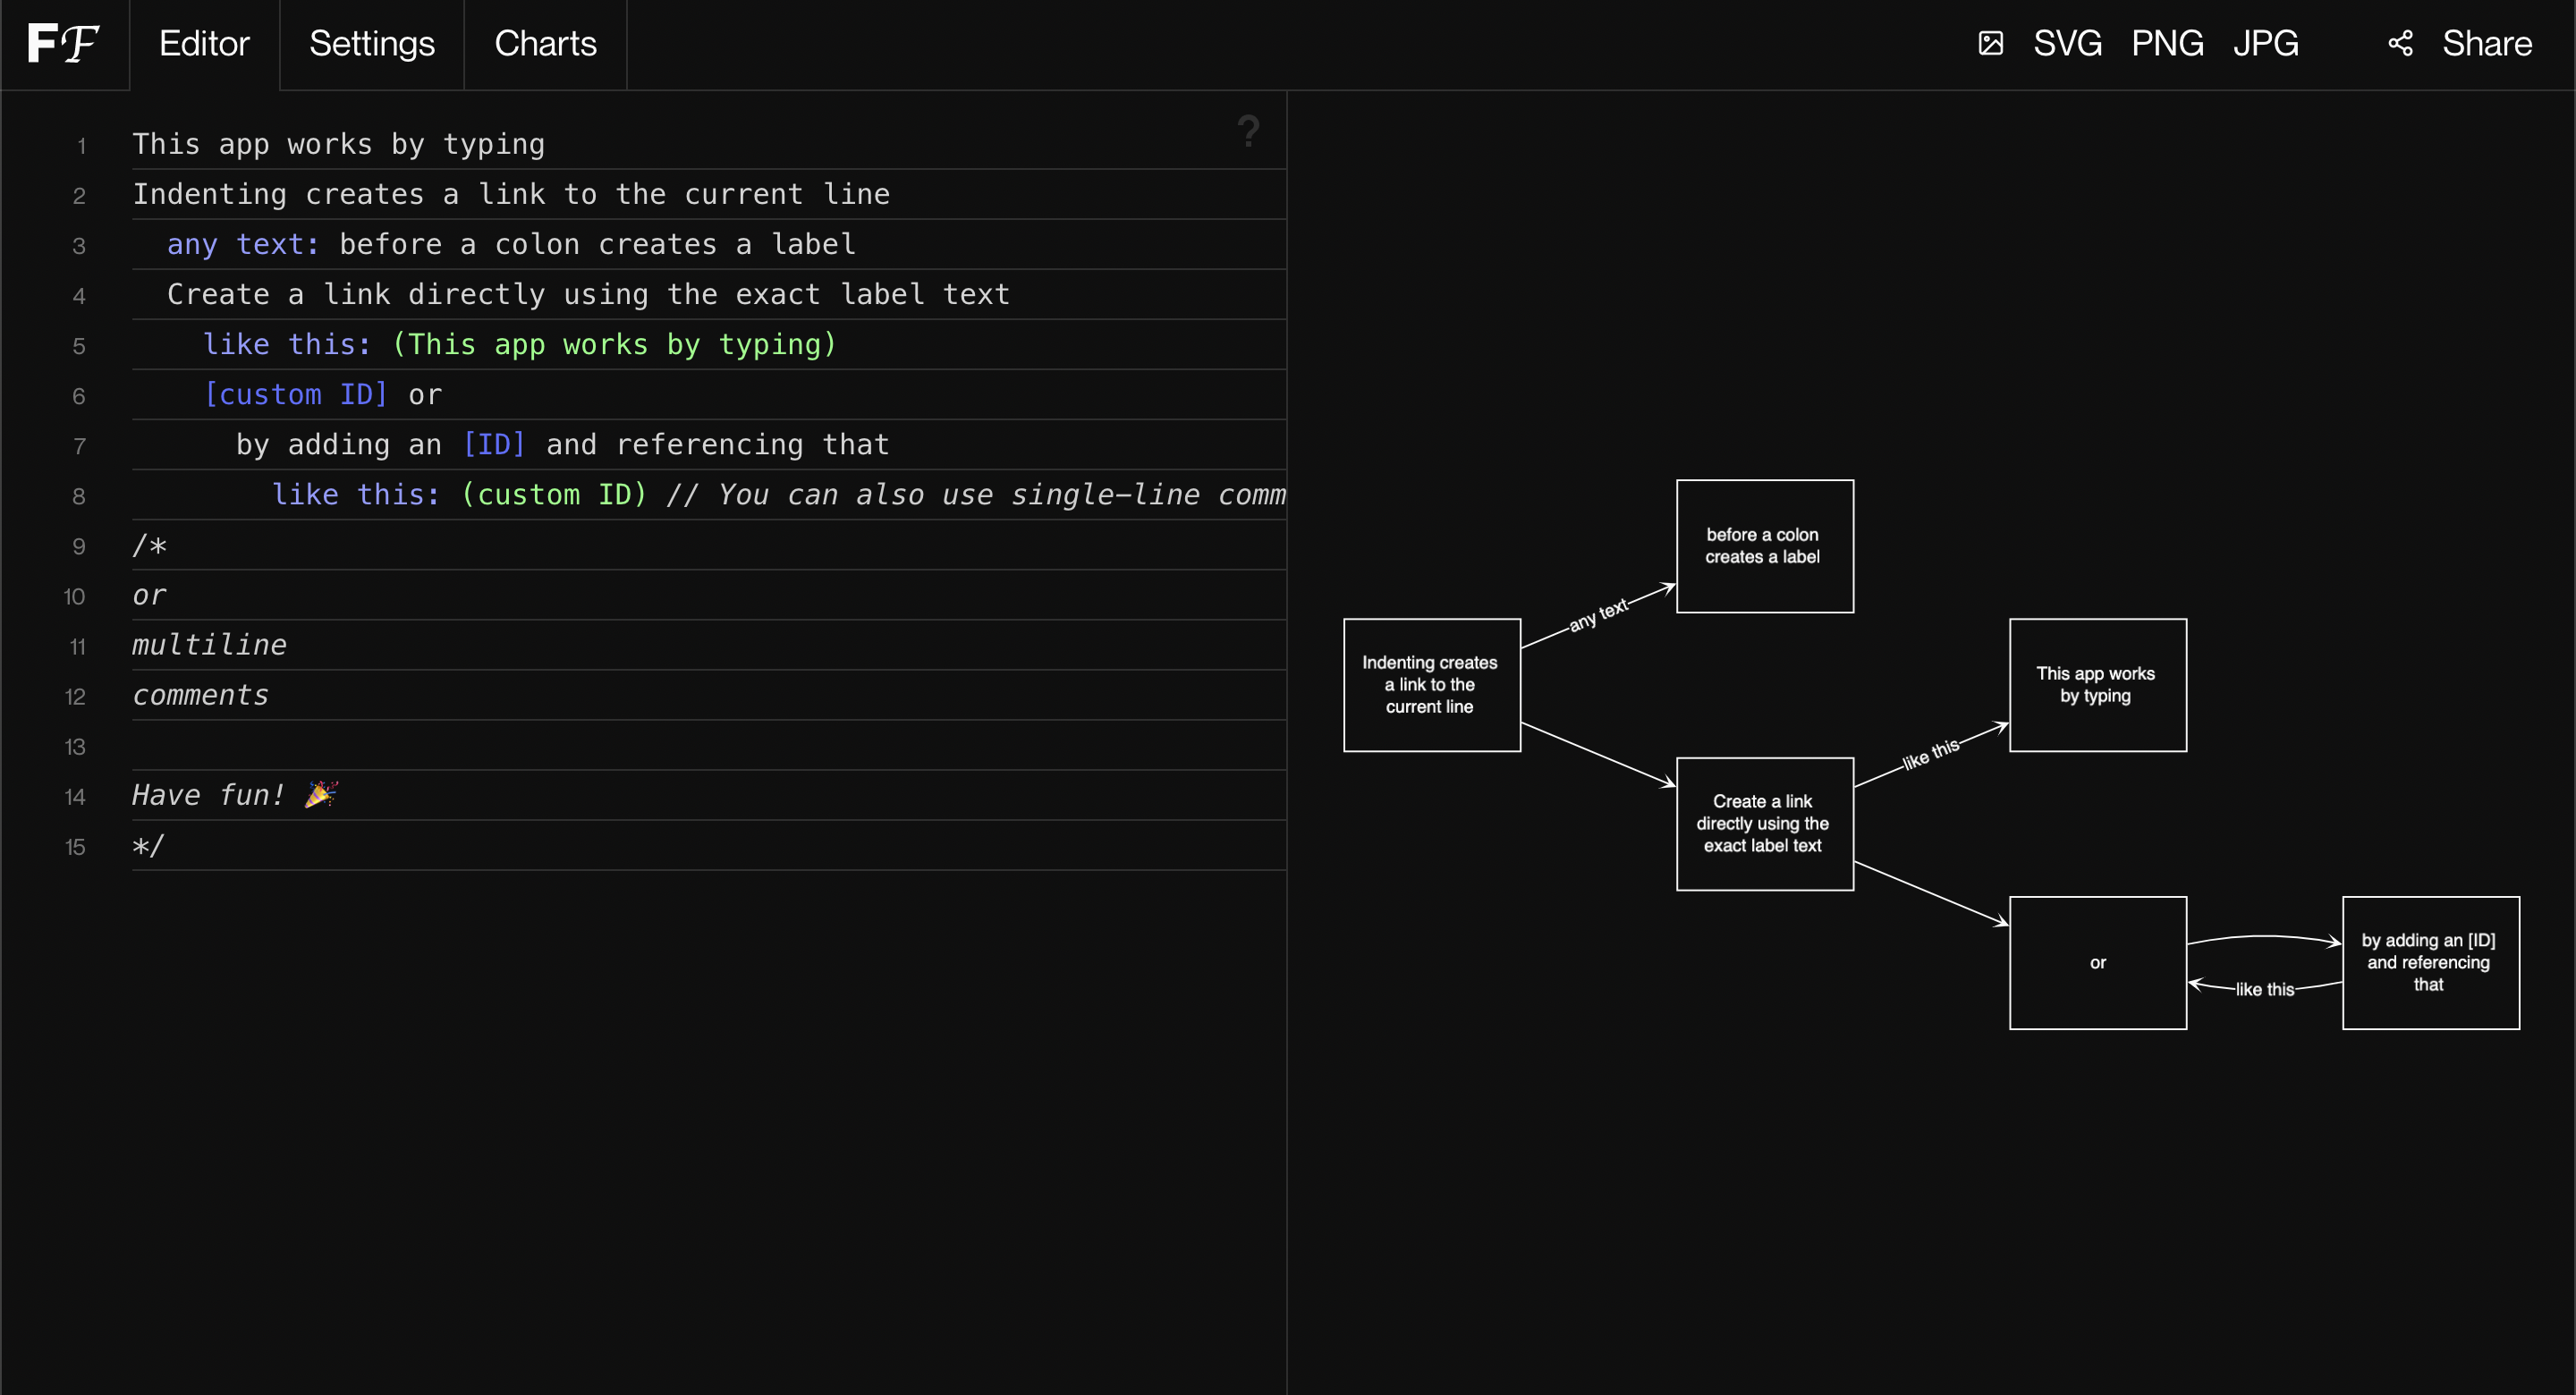 FF Editor Settings Charts SVG PNG JPG Share
?
1 This app works by typing
2 Indenting creates a link to the current line
3 any text: before a colon creates a label
4 Create a link directly using the exact label text
5 like this: (This app works by typing)
6 [custom ID] or
7 by adding an [ID] and referencing that
8 like this: (custom ID) // You can also use single-line comm
9 /*
10 or
11 multiline
12 comments
13
14 Have fun! 🎉
15 */
before a colon
creates a label
any text
Indenting creates
a link to the
current line
This app works
by typing
like this
Create a link
directly using the
exact label text
or
by adding an [ID]
and referencing
that
like this